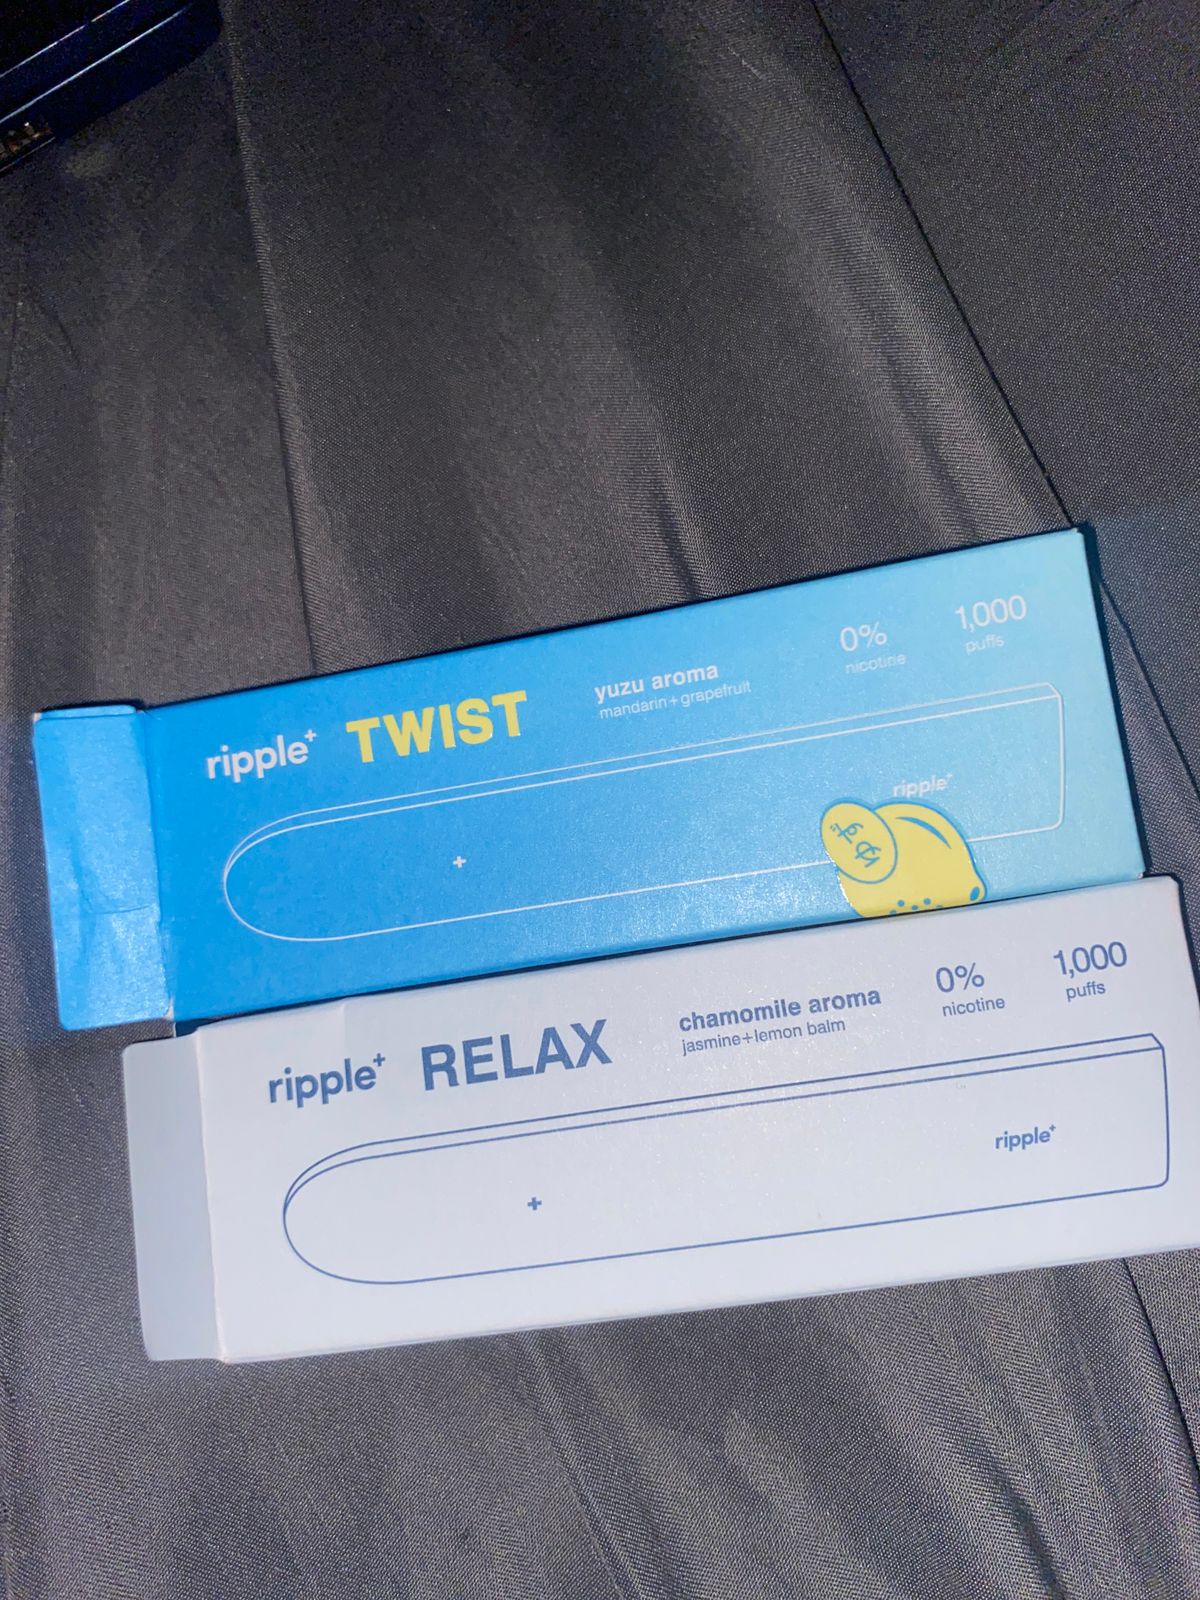 ripple+ TWIST
yuzu aroma
mandarin+grapefruit
0%
nicotine
1,000
puffs
ripple+
ripple+ RELAX
chamomile aroma
jasmine+lemon balm
0%
nicotine
1,000
puffs
ripple+